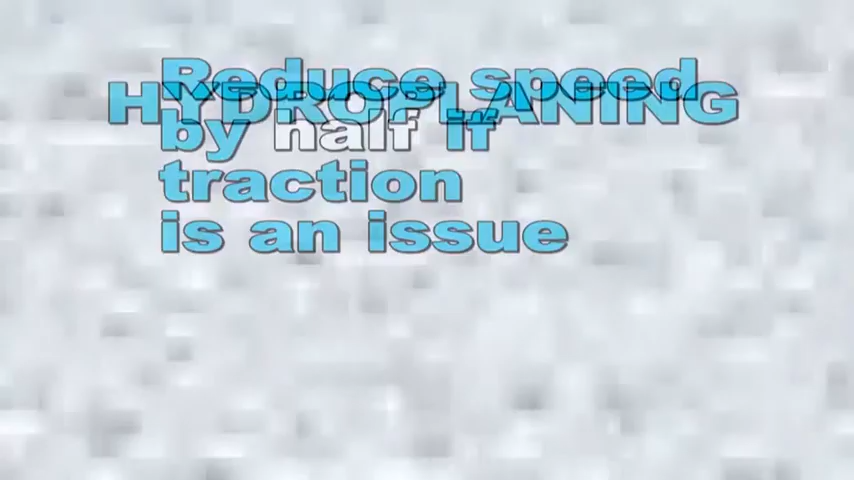 Reduce speed
HYDROPLANING
by half if
traction
is an issue